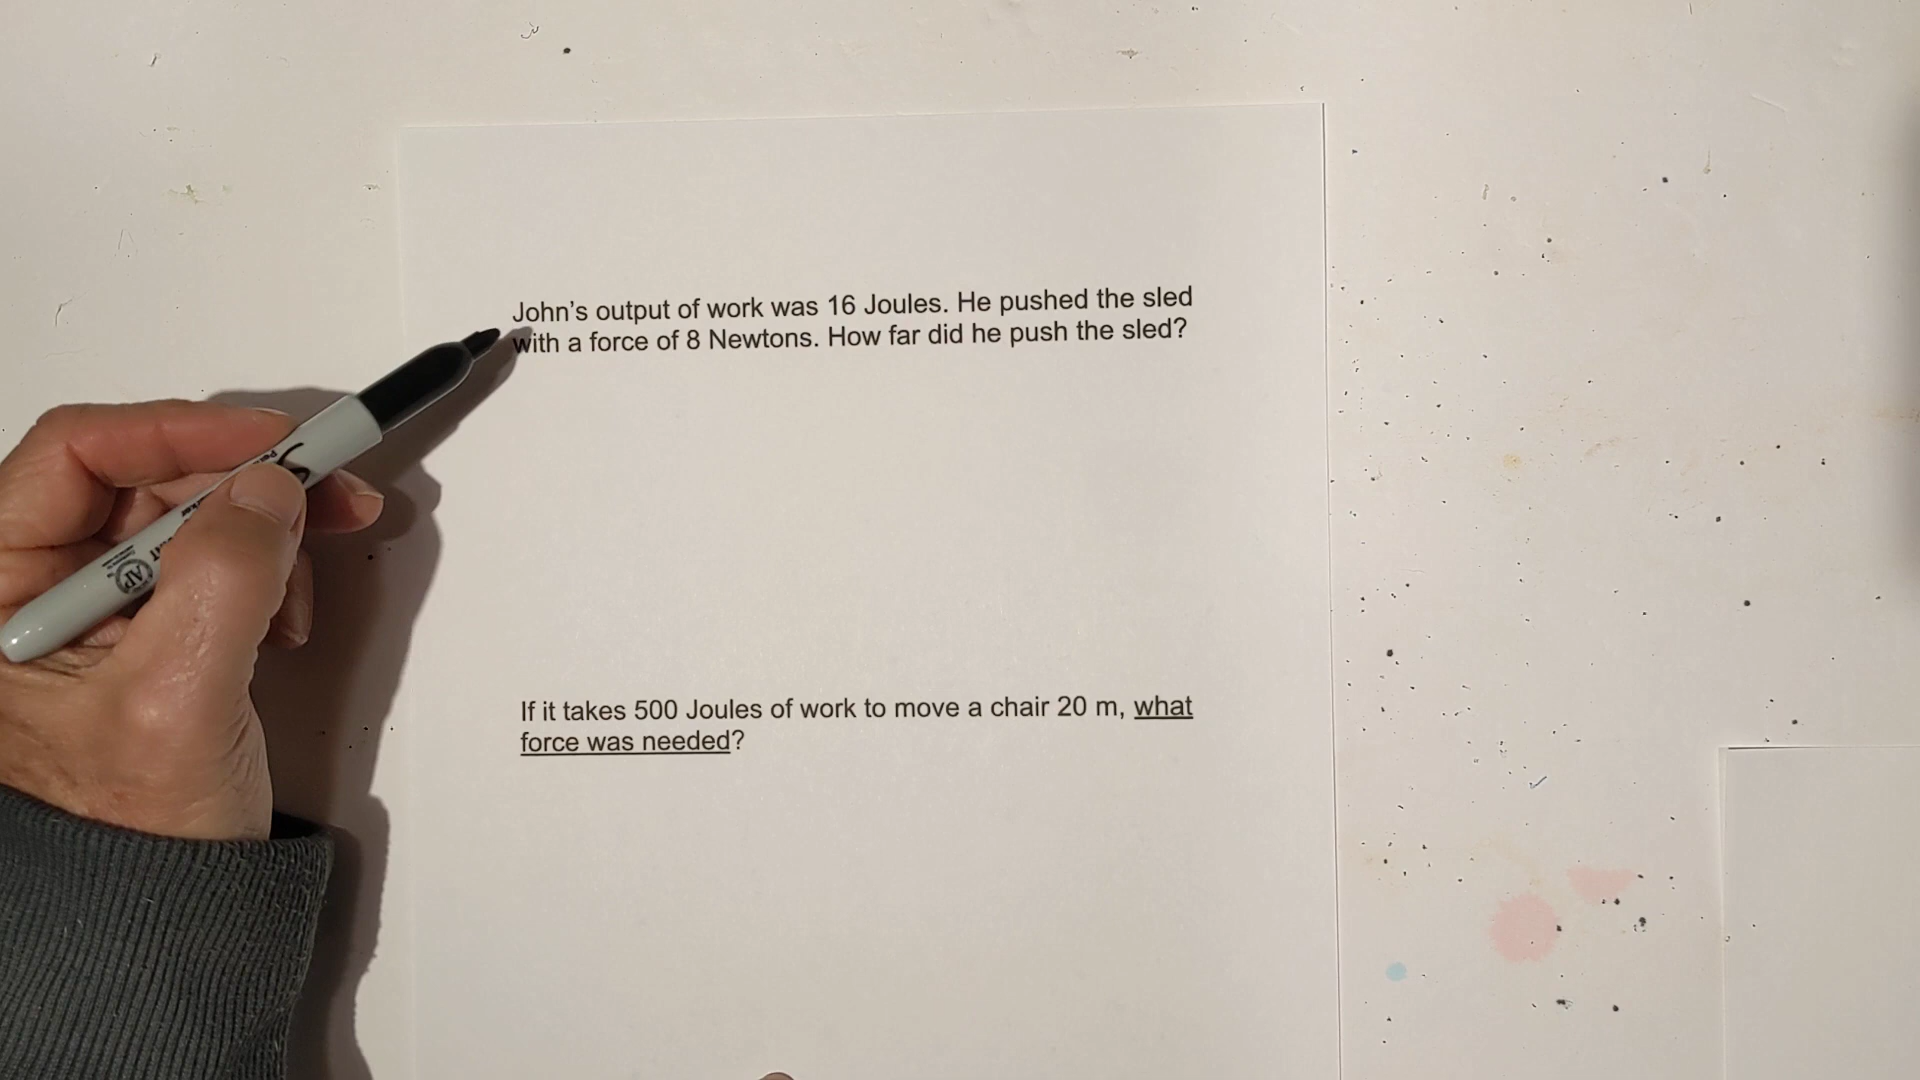 John's output of work was 16 Joules. He pushed the sled
with a force of 8 Newtons. How far did he push the sled?
AP
If it takes 500 Joules of work to move a chair 20 m, what
force was needed?